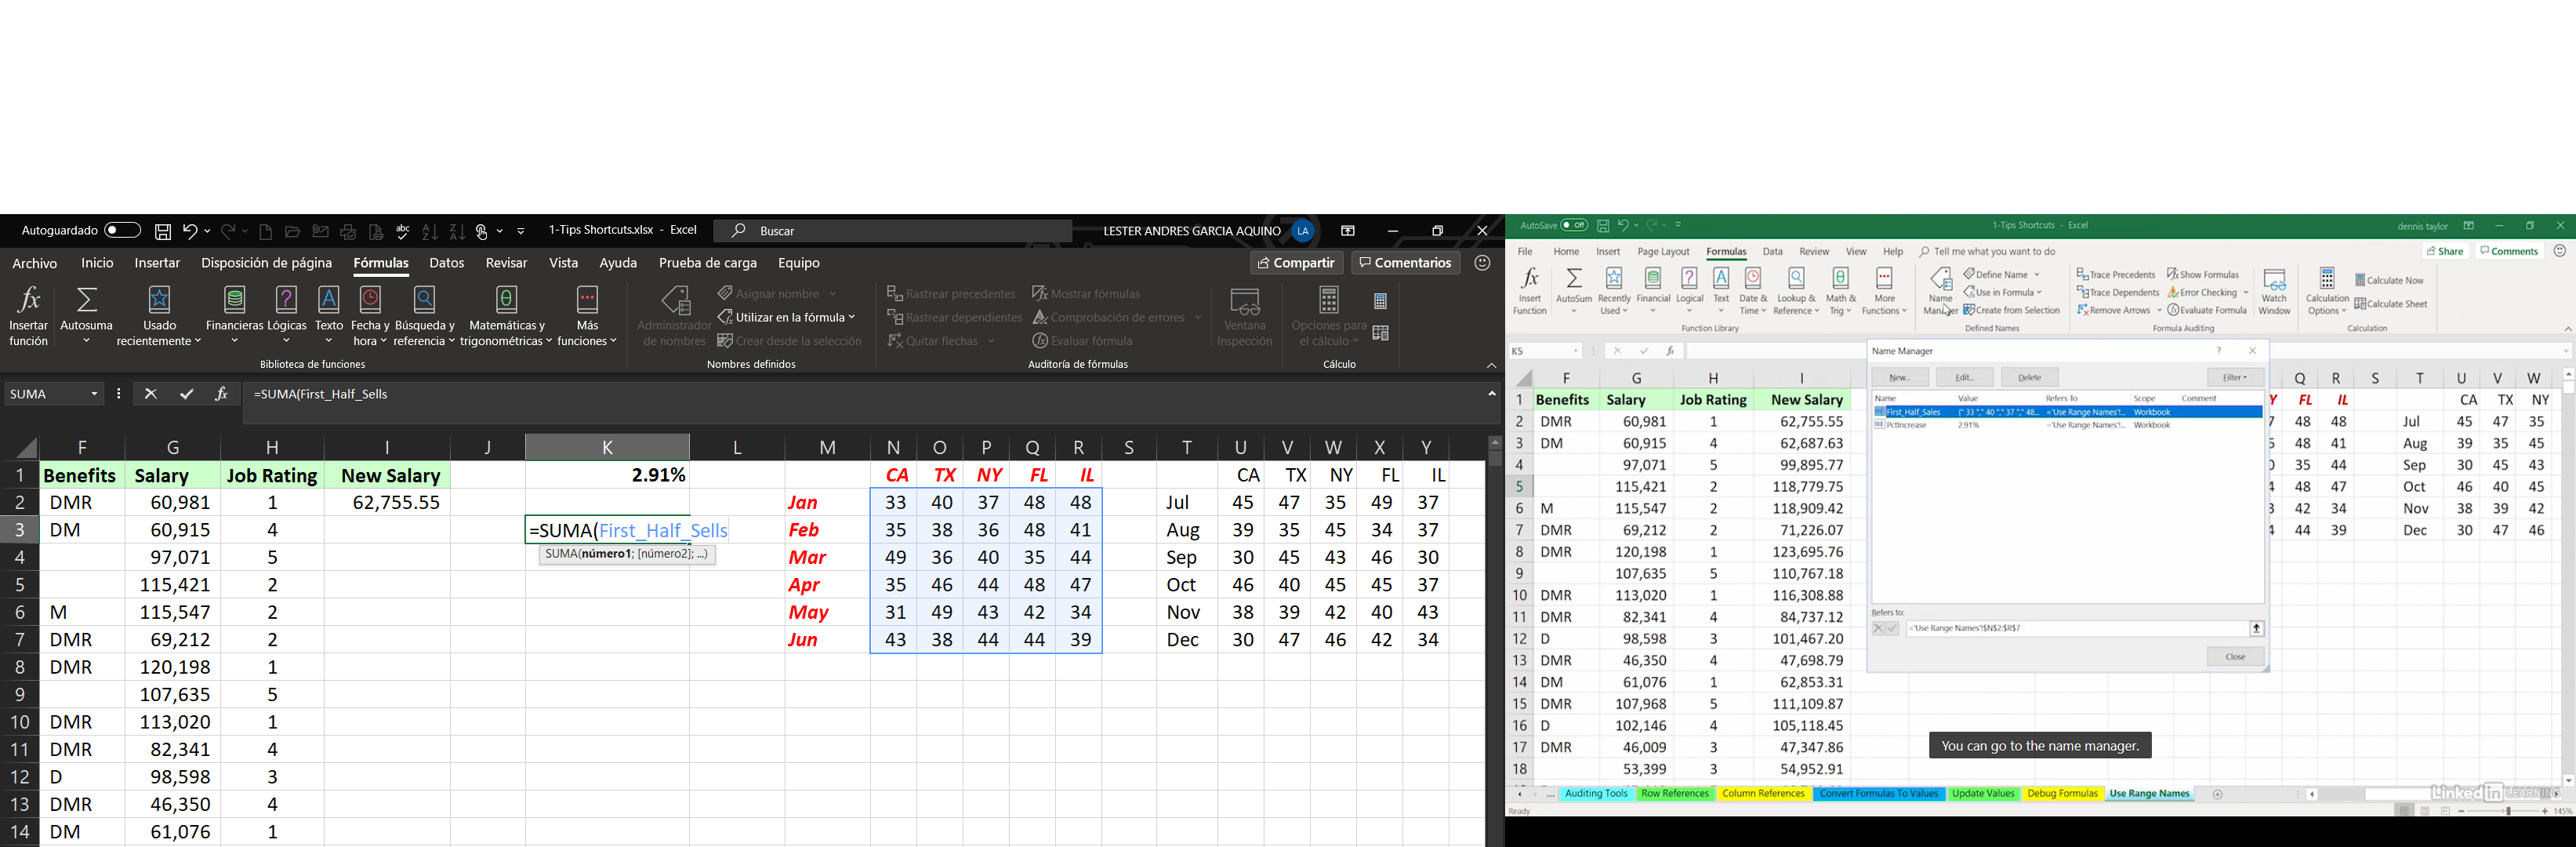 Autoguardado 1-Tips Shortcuts.xlsx - Excel Buscar LESTER ANDRES GARCIA AQUINO LA
Archivo Inicio Insertar Disposición de página Fórmulas Datos Revisar Vista Ayuda Prueba de carga Equipo Compartir Comentarios
Insertar función Autosuma Usado recientemente Financieras Lógicas Texto Fecha y hora Búsqueda y referencia Matemáticas y trigonométricas Más funciones
Administrador de nombres Asignar nombre Utilizar en la fórmula Crear desde la selección
Rastrear precedentes Rastrear dependientes Quitar flechas Mostrar fórmulas Comprobación de errores Evaluar fórmula
Ventana Inspección Opciones para el cálculo
Biblioteca de funciones Nombres definidos Auditoría de fórmulas Cálculo
SUMA fx =SUMA(First_Half_Sells
F G H I J K L M N O P Q R S T U V W X Y
1 Benefits Salary Job Rating New Salary 2.91% CA TX NY FL IL CA TX NY FL IL
2 DMR 60,981 1 62,755.55 Jan 33 40 37 48 48 Jul 45 47 35 49 37
3 DM 60,915 4 =SUMA(First_Half_Sells Feb 35 38 36 48 41 Aug 39 35 45 34 37
SUMA(número1; [número2]; ...)
4 97,071 5 Mar 49 36 40 35 44 Sep 30 45 43 46 30
5 115,421 2 Apr 35 46 44 48 47 Oct 46 40 45 45 37
6 M 115,547 2 May 31 49 43 42 34 Nov 38 39 42 40 43
7 DMR 69,212 2 Jun 43 38 44 44 39 Dec 30 47 46 42 34
8 DMR 120,198 1
9 107,635 5
10 DMR 113,020 1
11 DMR 82,341 4
12 D 98,598 3
13 DMR 46,350 4
14 DM 61,076 1
AutoSave Off 1-Tips Shortcuts - Excel dennis taylor
File Home Insert Page Layout Formulas Data Review View Help Tell me what you want to do Share Comments
Insert Function AutoSum Recently Used Financial Logical Text Date & Time Lookup & Reference Math & Trig More Functions
Name Manager Define Name Use in Formula Create from Selection
Trace Precedents Trace Dependents Remove Arrows Show Formulas Error Checking Evaluate Formula
Watch Window Calculation Options Calculate Now Calculate Sheet
Function Library Defined Names Formula Auditing Calculation
K5 fx
Name Manager ?
New... Edit... Delete Filter
Name Value Refers To Scope Comment
First_Half_Sales {" 33 "," 40 "," 37 "," 48... ='Use Range Names'!... Workbook
PctIncrease 2.91% ='Use Range Names'!... Workbook
Refers to:
='Use Range Names'!$N$2:$R$7
Close
F G H I Q R S T U V W
1 Benefits Salary Job Rating New Salary Y FL IL CA TX NY
2 DMR 60,981 1 62,755.55 7 48 48 Jul 45 47 35
3 DM 60,915 4 62,687.63 48 41 Aug 39 35 45
4 97,071 5 99,895.77 35 44 Sep 30 45 43
5 115,421 2 118,779.75 4 48 47 Oct 46 40 45
6 M 115,547 2 118,909.42 3 42 34 Nov 38 39 42
7 DMR 69,212 2 71,226.07 4 44 39 Dec 30 47 46
8 DMR 120,198 1 123,695.76
9 107,635 5 110,767.18
10 DMR 113,020 1 116,308.88
11 DMR 82,341 4 84,737.12
12 D 98,598 3 101,467.20
13 DMR 46,350 4 47,698.79
14 DM 61,076 1 62,853.31
15 DMR 107,968 5 111,109.87
16 D 102,146 4 105,118.45
17 DMR 46,009 3 47,347.86
18 53,399 3 54,952.91
You can go to the name manager.
... Auditing Tools Row References Column References Convert Formulas To Values Update Values Debug Formulas Use Range Names
Linked in LEARNING
Ready 145%